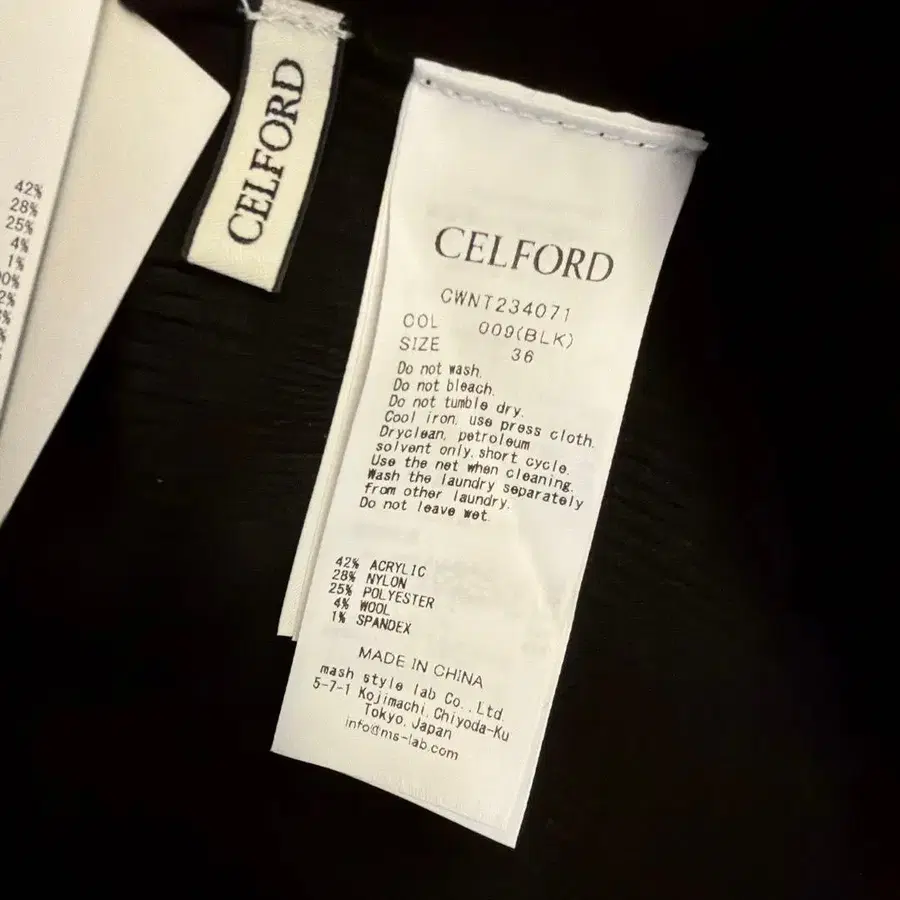 42%
28%
25%
4%
1%
CELFORD
CELFORD
CWNT234071
COL 009(BLK)
SIZE 36
Do not wash.
Do not bleach.
Do not tumble dry.
Cool iron, use press cloth.
Dryclean, petroleum
solvent only, short cycle.
Use the net when cleaning.
Wash the laundry separately
from other laundry.
Do not leave wet.
42% ACRYLIC
28% NYLON
25% POLYESTER
4% WOOL
1% SPANDEX
MADE IN CHINA
mash style lab Co.,Ltd.
5-7-1 Kojimachi,Chiyoda-Ku
Tokyo,Japan
info@ms-lab.com